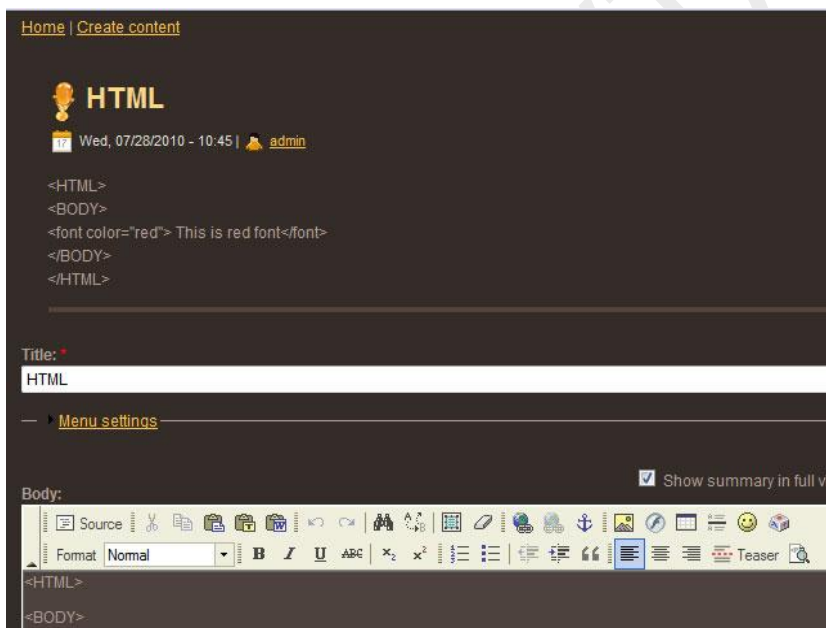 Home | Create content
HTML
17 Wed, 07/28/2010 - 10:45 | admin
<HTML>
<BODY>
<font color="red"> This is red font</font>
</BODY>
</HTML>
Title: *
HTML
Menu settings
Show summary in full v
Body:
Source
Format Normal B I U ABC x₂ x² Teaser
<HTML>
<BODY>